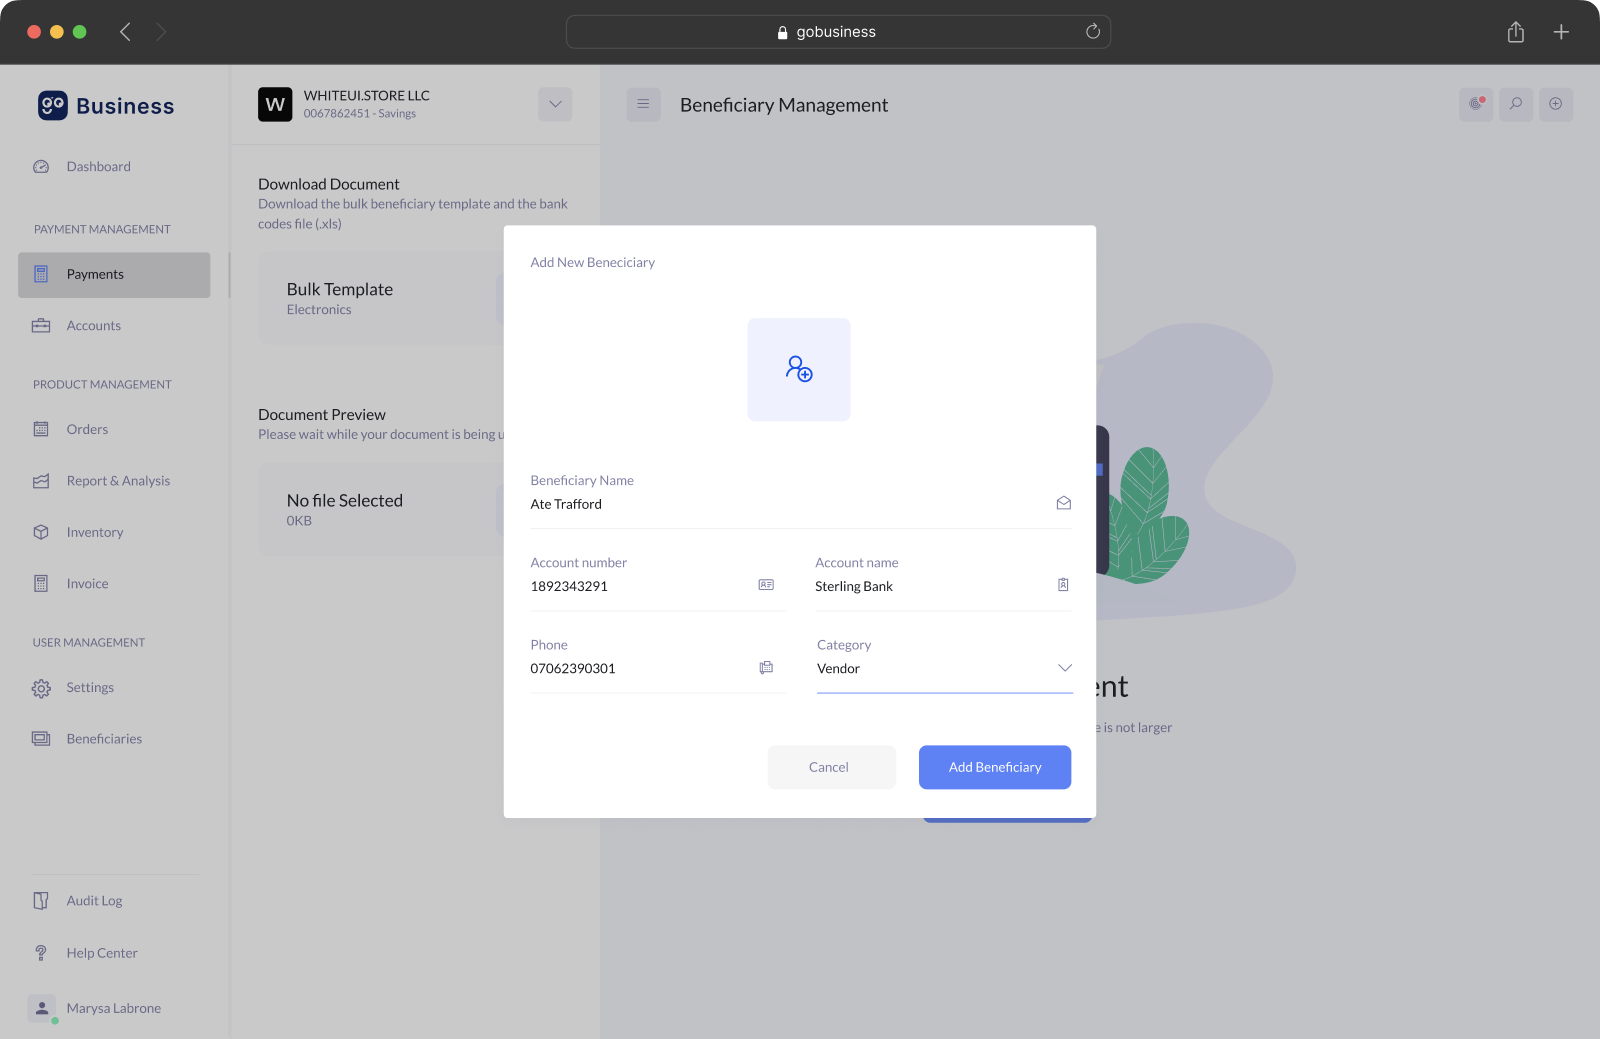 gobusiness
go Business
Dashboard
PAYMENT MANAGEMENT
Payments
Accounts
PRODUCT MANAGEMENT
Orders
Report & Analysis
Inventory
Invoice
USER MANAGEMENT
Settings
Beneficiaries
Audit Log
Help Center
Marysa Labrone
W
WHITEUI.STORE LLC
0067862451 - Savings
Download Document
Download the bulk beneficiary template and the bank
codes file (.xls)
Bulk Template
Electronics
Document Preview
Please wait while your document is being u
No file Selected
0KB
Beneficiary Management
Add New Beneciciary
Beneficiary Name
Ate Trafford
Account number
1892343291
Account name
Sterling Bank
Phone
07062390301
Category
Vendor
Cancel
Add Beneficiary
ent
e is not larger